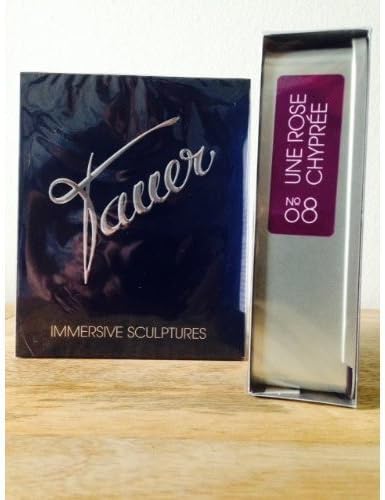 Tauer
IMMERSIVE SCULPTURES
UNE ROSE
CHYPRÉE
NO
08